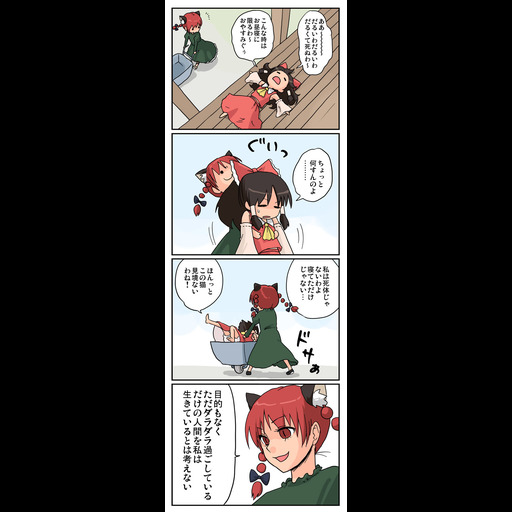 ああ~~~~~~
だるいわだるいわ
だるくて死ぬわ~
こんな時は
お昼寝に
限るわ~
おやすみぐぅ
ぐいっ
ちょっと
何すんのよ
………
私は死体じゃ
ないわよ
寝てただけ
じゃない…
ほんっと
この猫
見境ない
わね!
ドサぁ
目的もなく
ただダラダラ過ごしている
だけの人間を私は
生きているとは考えない